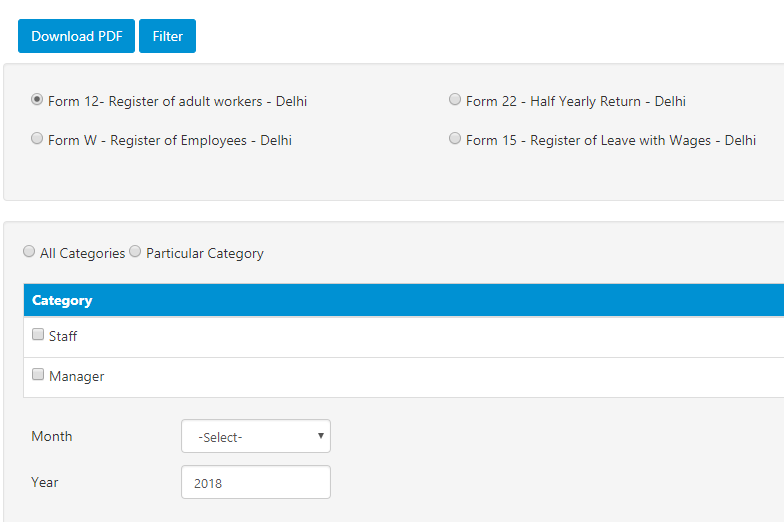 Download PDF Filter
Form 12- Register of adult workers - Delhi Form 22 - Half Yearly Return - Delhi
Form W - Register of Employees - Delhi Form 15 - Register of Leave with Wages - Delhi
All Categories Particular Category
Category
Staff
Manager
Month -Select-
Year 2018